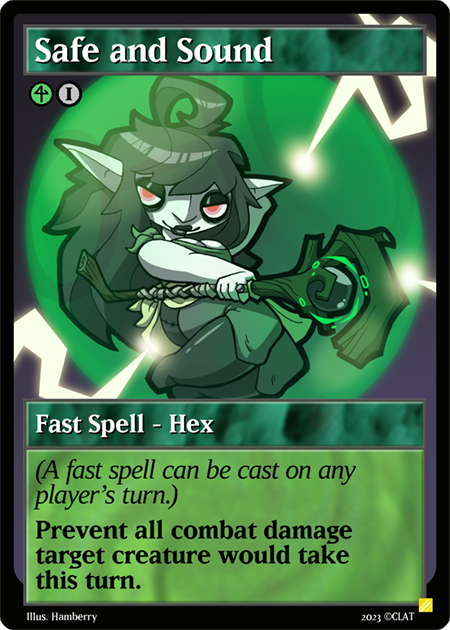 Safe and Sound
I
Fast Spell - Hex
(A fast spell can be cast on any
player's turn.)
Prevent all combat damage
target creature would take
this turn.
Illus. Hamberry
2023 ©CLAT